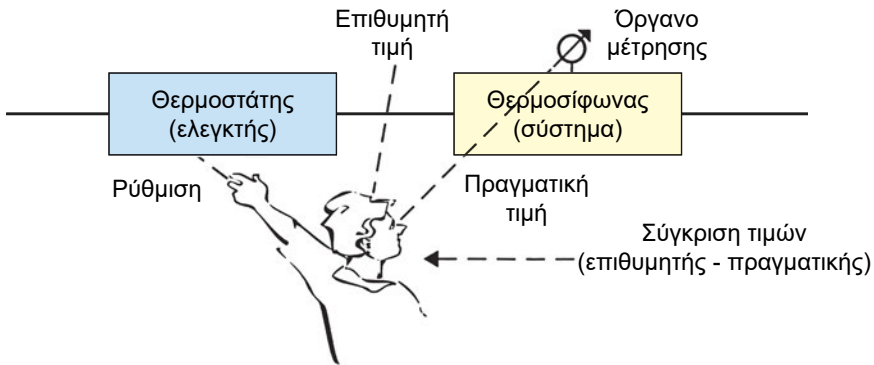 Επιθυμητή
τιμή
Όργανο
μέτρησης
Θερμοστάτης
(ελεγκτής)
Θερμοσίφωνας
(σύστημα)
Ρύθμιση
Πραγματική
τιμή
Σύγκριση τιμών
(επιθυμητής - πραγματικής)